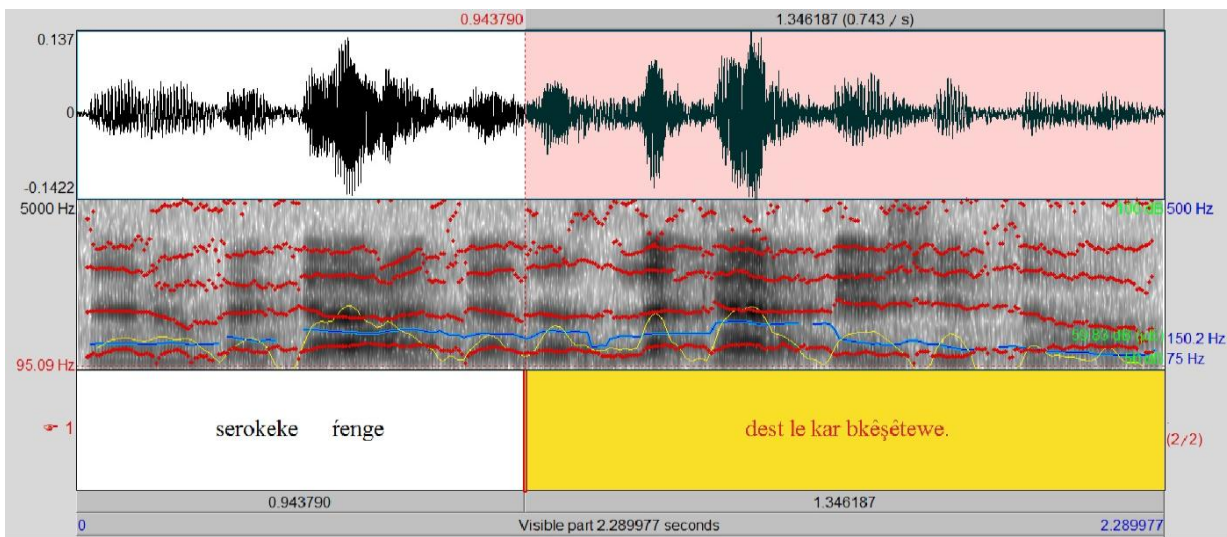 0.943790 1.346187 (0.743 / s)
0.137
0
-0.1422
5000 Hz 500 Hz
150.2 Hz
95.09 Hz 75 Hz
☞ 1 serokeke ŕenge dest le kar bkêşêtewe. (2/2)
0.943790 1.346187
0 Visible part 2.289977 seconds 2.289977